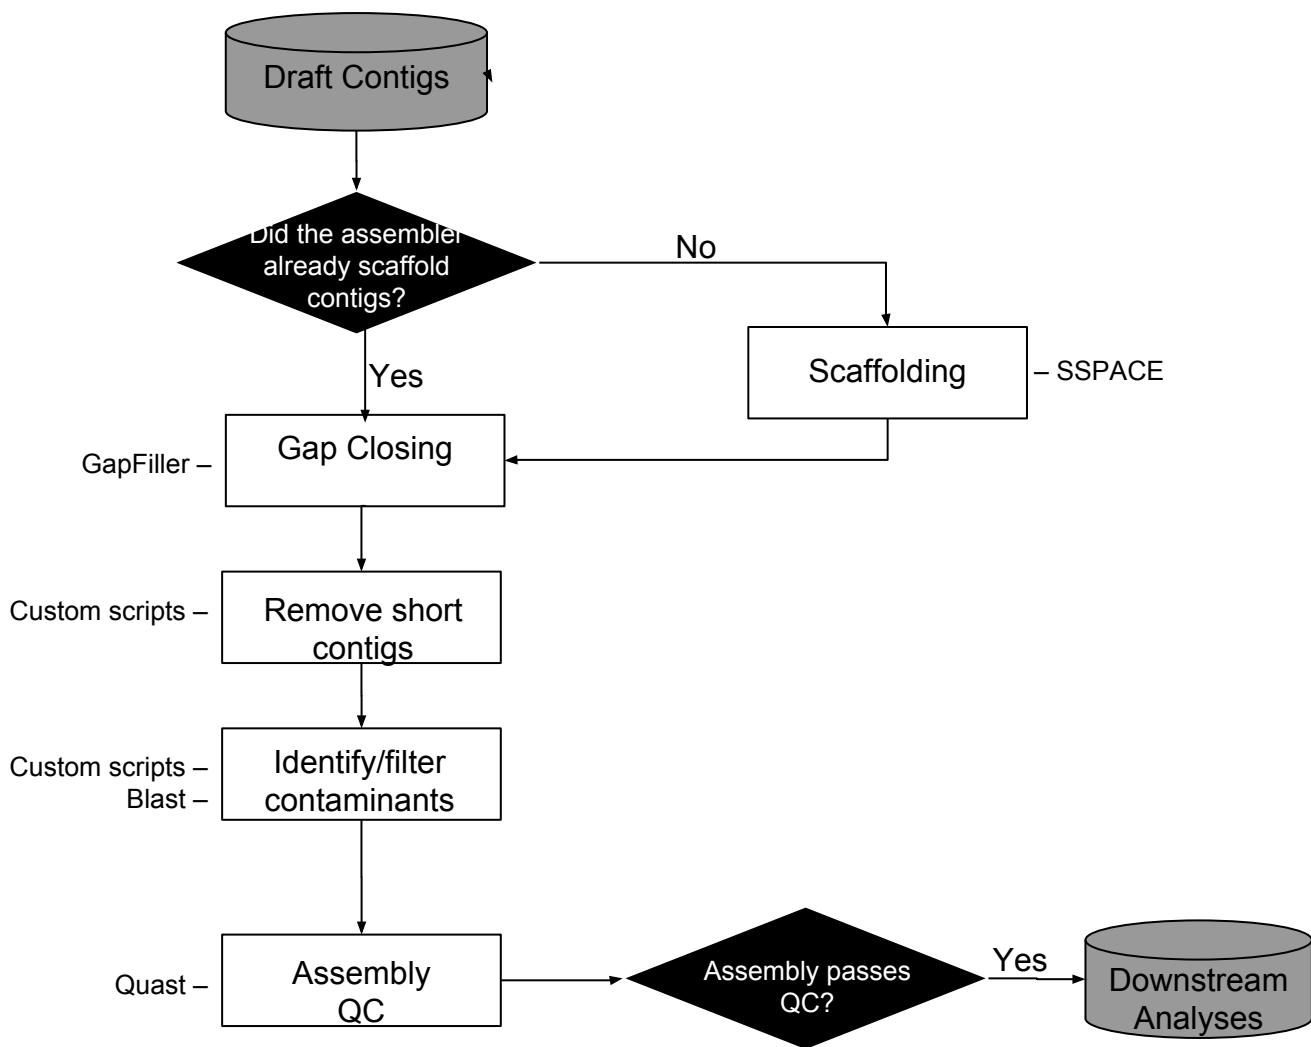 Draft Contigs
Did the assembler
already scaffold
contigs?
No
Yes
Scaffolding
– SSPACE
Gap Closing
GapFiller –
Custom scripts –
Remove short
contigs
Custom scripts –
Blast –
Identify/filter
contaminants
Quast –
Assembly
QC
Assembly passes
QC?
Yes
Downstream
Analyses